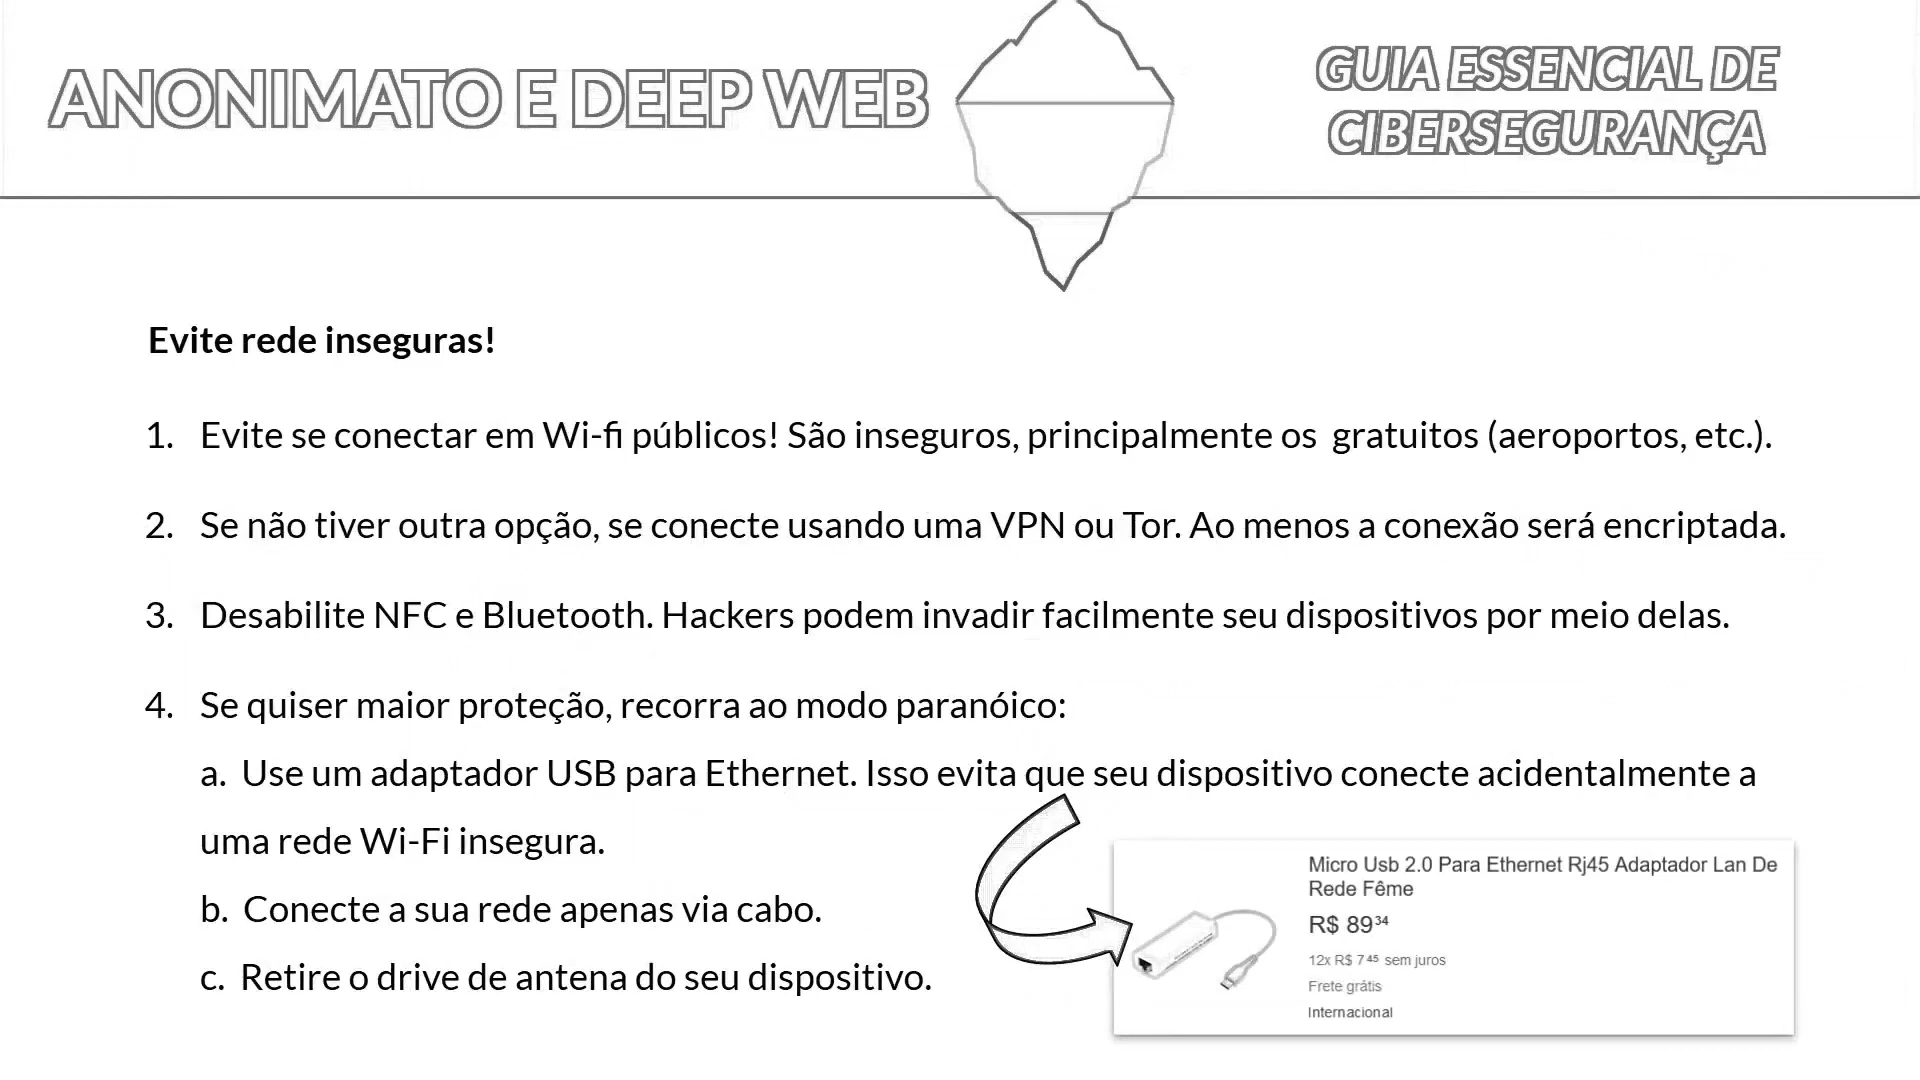 ANONIMATO E DEEP WEB
GUIA ESSENCIAL DE
CIBERSEGURANÇA
Evite rede inseguras!
1. Evite se conectar em Wi-fi públicos! São inseguros, principalmente os gratuitos (aeroportos, etc.).
2. Se não tiver outra opção, se conecte usando uma VPN ou Tor. Ao menos a conexão será encriptada.
3. Desabilite NFC e Bluetooth. Hackers podem invadir facilmente seu dispositivos por meio delas.
4. Se quiser maior proteção, recorra ao modo paranóico:
a. Use um adaptador USB para Ethernet. Isso evita que seu dispositivo conecte acidentalmente a
uma rede Wi-Fi insegura.
b. Conecte a sua rede apenas via cabo.
c. Retire o drive de antena do seu dispositivo.
Micro Usb 2.0 Para Ethernet Rj45 Adaptador Lan De
Rede Fême
R$ 89³⁴
12x R$ 7⁴⁵ sem juros
Frete grátis
Internacional